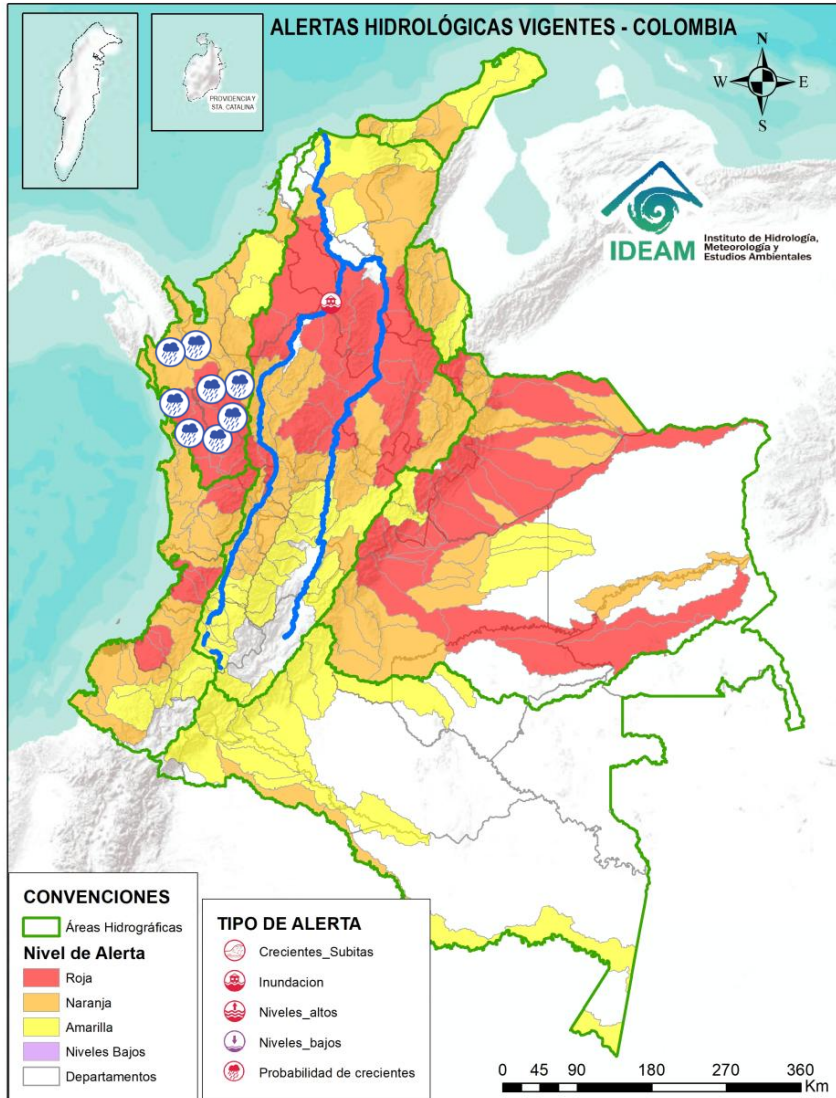 ALERTAS HIDROLÓGICAS VIGENTES - COLOMBIA
PROVIDENCIA Y
STA. CATALINA
N
W
E
S
IDEAM
Instituto de Hidrología,
Meteorología y
Estudios Ambientales
CONVENCIONES
Áreas Hidrográficas
Nivel de Alerta
Roja
Naranja
Amarilla
Niveles Bajos
Departamentos
TIPO DE ALERTA
Crecientes_Subitas
Inundacion
Niveles_altos
Niveles_bajos
Probabilidad de crecientes
0 45 90 180 270 360
Km